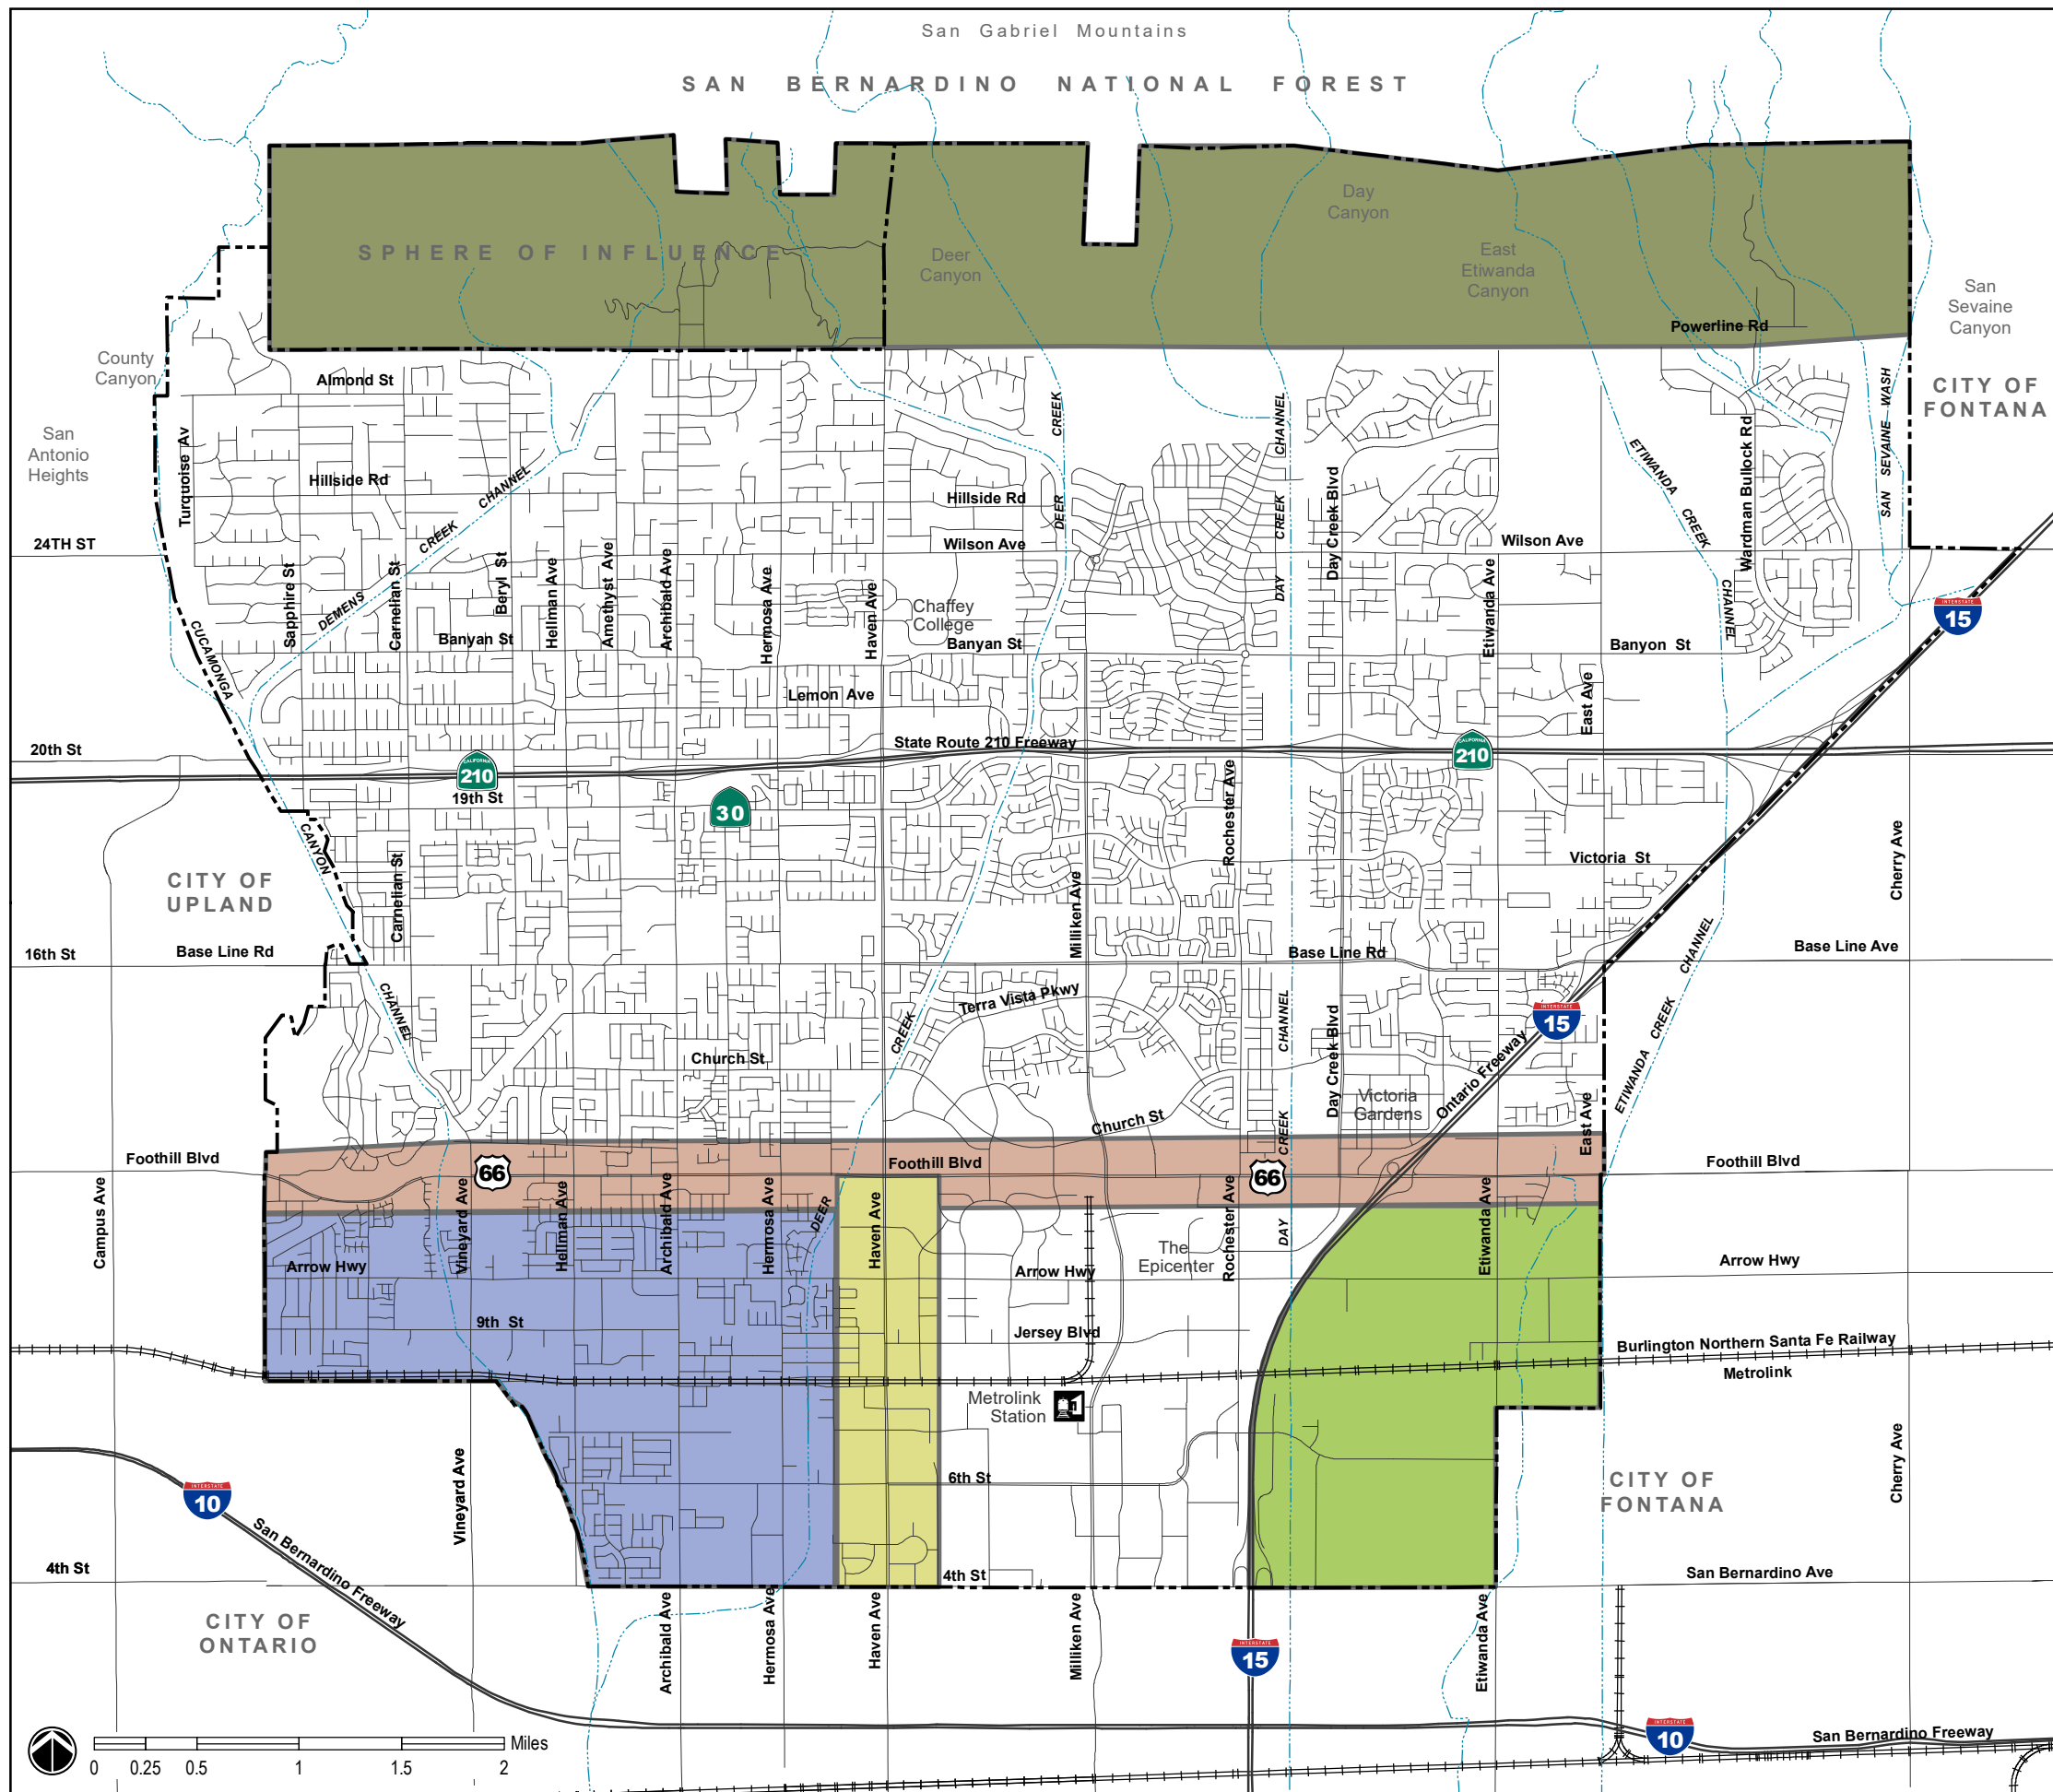 San Gabriel Mountains
SAN BERNARDINO NATIONAL FOREST
Day
Canyon
SPHERE OF INFLUENCE
Deer
Canyon
East
Etiwanda
Canyon
San
Sevaine
Canyon
Powerline Rd
County
Canyon
Almond St
CITY OF
FONTANA
San
Antonio
Heights
Turquoise Av
Hillside Rd
CREEK
CHANNEL
Hillside Rd
DEER
CREEK
CHANNEL
DAY
CREEK
CHANNEL
Day Creek Blvd
ETIWANDA
CREEK
CHANNEL
Wardman Bullock Rd
SAN SEVAINE WASH
24TH ST
Wilson Ave
Wilson Ave
Sapphire St
DEMENS
Carnelian St
Beryl St
Hellman Ave
Amethyst Ave
Archibald Ave
Hermosa Ave
Haven Ave
Chaffey
College
Etiwanda Ave
INTERSTATE
15
CUCAMONGA
Banyan St
Banyan St
Banyon St
Lemon Ave
East Ave
20th St
State Route 210 Freeway
CALIFORNIA
210
CALIFORNIA
210
19th St
30
Rochester Ave
CANYON
Carnelian St
Victoria St
Cherry Ave
CITY OF
UPLAND
Milliken Ave
16th St
Base Line Rd
Base Line Rd
Base Line Ave
CHANNEL
CHANNEL
Terra Vista Pkwy
CREEK
CHANNEL
Day Creek Blvd
INTERSTATE
15
ETIWANDA CREEK
Church St
Ontario Freeway
Victoria
Gardens
Church St
CREEK
East Ave
Foothill Blvd
66
Foothill Blvd
66
Foothill Blvd
Campus Ave
Vineyard Ave
Hellman Ave
Archibald Ave
Hermosa Ave
DEER
Haven Ave
Rochester Ave
DAY
Etiwanda Ave
The
Epicenter
Arrow Hwy
Arrow Hwy
Arrow Hwy
9th St
Jersey Blvd
Burlington Northern Santa Fe Railway
Metrolink
Metrolink
Station
Vineyard Ave
6th St
CITY OF
FONTANA
Cherry Ave
INTERSTATE
10
San Bernardino Freeway
4th St
4th St
San Bernardino Ave
CITY OF
ONTARIO
Archibald Ave
Hermosa Ave
Haven Ave
Milliken Ave
INTERSTATE
15
Etiwanda Ave
INTERSTATE
10
San Bernardino Freeway
Miles
0 0.25 0.5 1 1.5 2